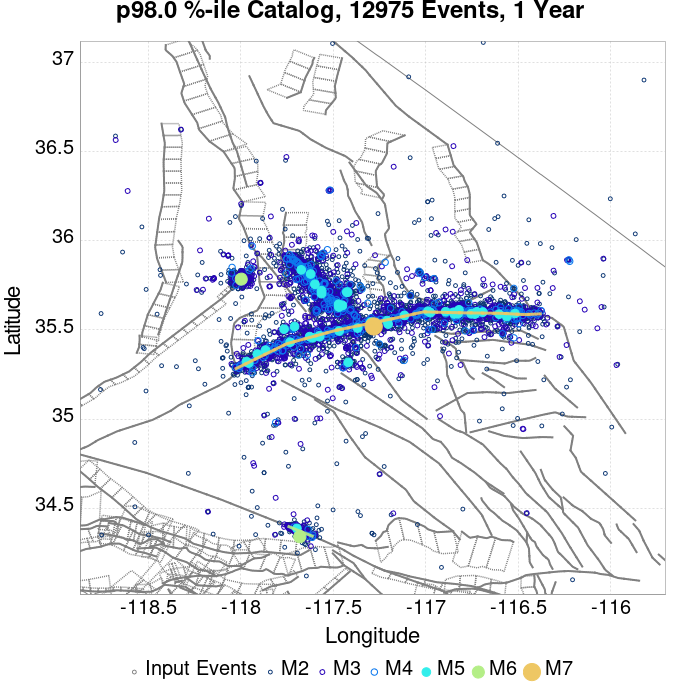 p98.0 %-ile Catalog, 12975 Events, 1 Year
37
36.5
36
35.5
35
34.5
Latitude
-118.5 -118 -117.5 -117 -116.5 -116
Longitude
Input Events M2 M3 M4 M5 M6 M7